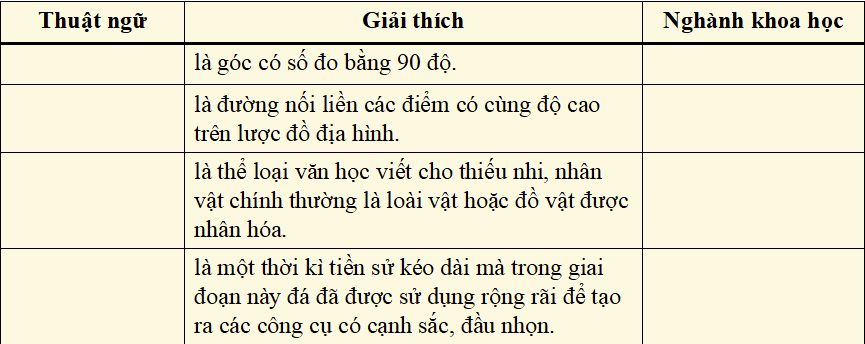 Thuật ngữ Giải thích Nghành khoa học
là góc có số đo bằng 90 độ.
là đường nối liền các điểm có cùng độ cao
trên lược đồ địa hình.
là thể loại văn học viết cho thiếu nhi, nhân
vật chính thường là loài vật hoặc đồ vật được
nhân hóa.
là một thời kì tiền sử kéo dài mà trong giai
đoạn này đá đã được sử dụng rộng rãi để tạo
ra các công cụ có cạnh sắc, đầu nhọn.